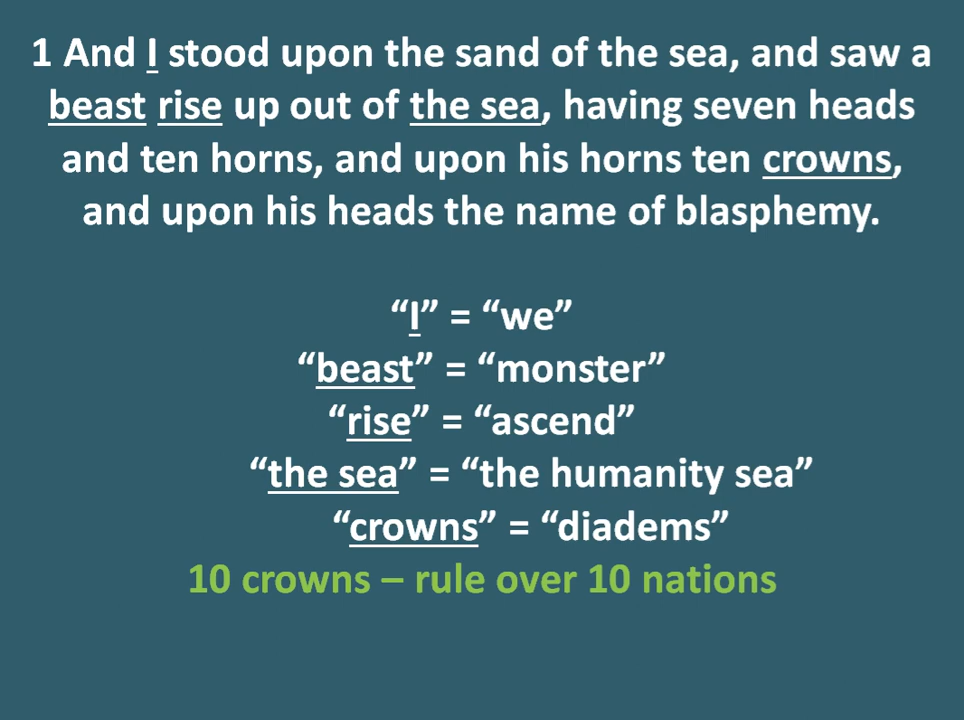 1 And I stood upon the sand of the sea, and saw a
beast rise up out of the sea, having seven heads
and ten horns, and upon his horns ten crowns,
and upon his heads the name of blasphemy.
“I” = “we”
“beast” = “monster”
“rise” = “ascend”
“the sea” = “the humanity sea”
“crowns” = “diadems”
10 crowns – rule over 10 nations